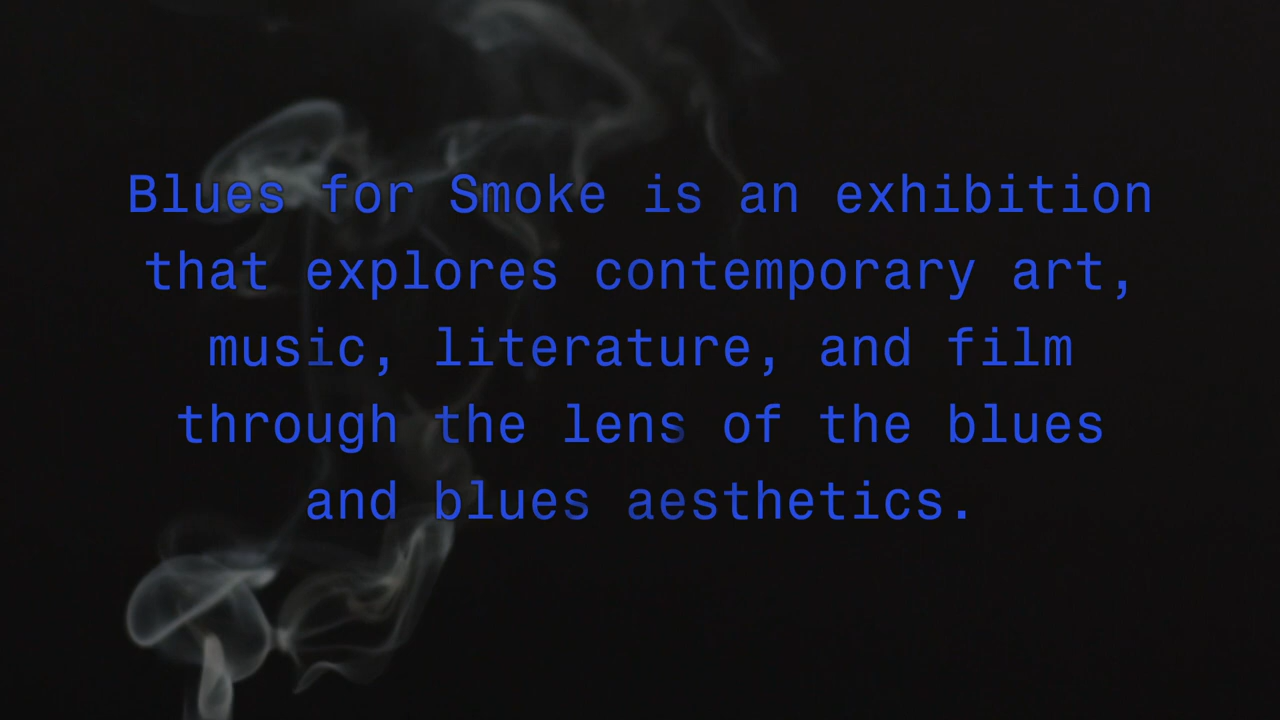 Blues for Smoke is an exhibition
that explores contemporary art,
music, literature, and film
through the lens of the blues
and blues aesthetics.